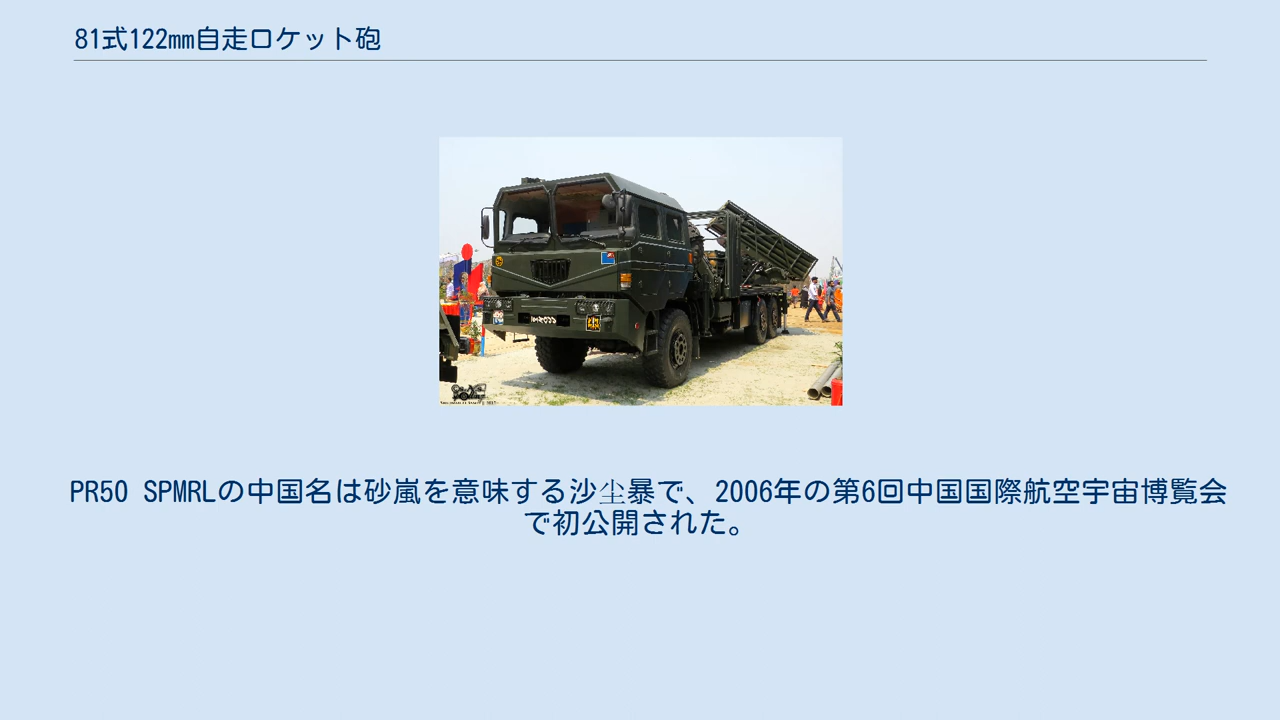 81式122mm自走ロケット砲
PR50 SPMRLの中国名は砂嵐を意味する沙尘暴で、2006年の第6回中国国際航空宇宙博覧会
で初公開された。